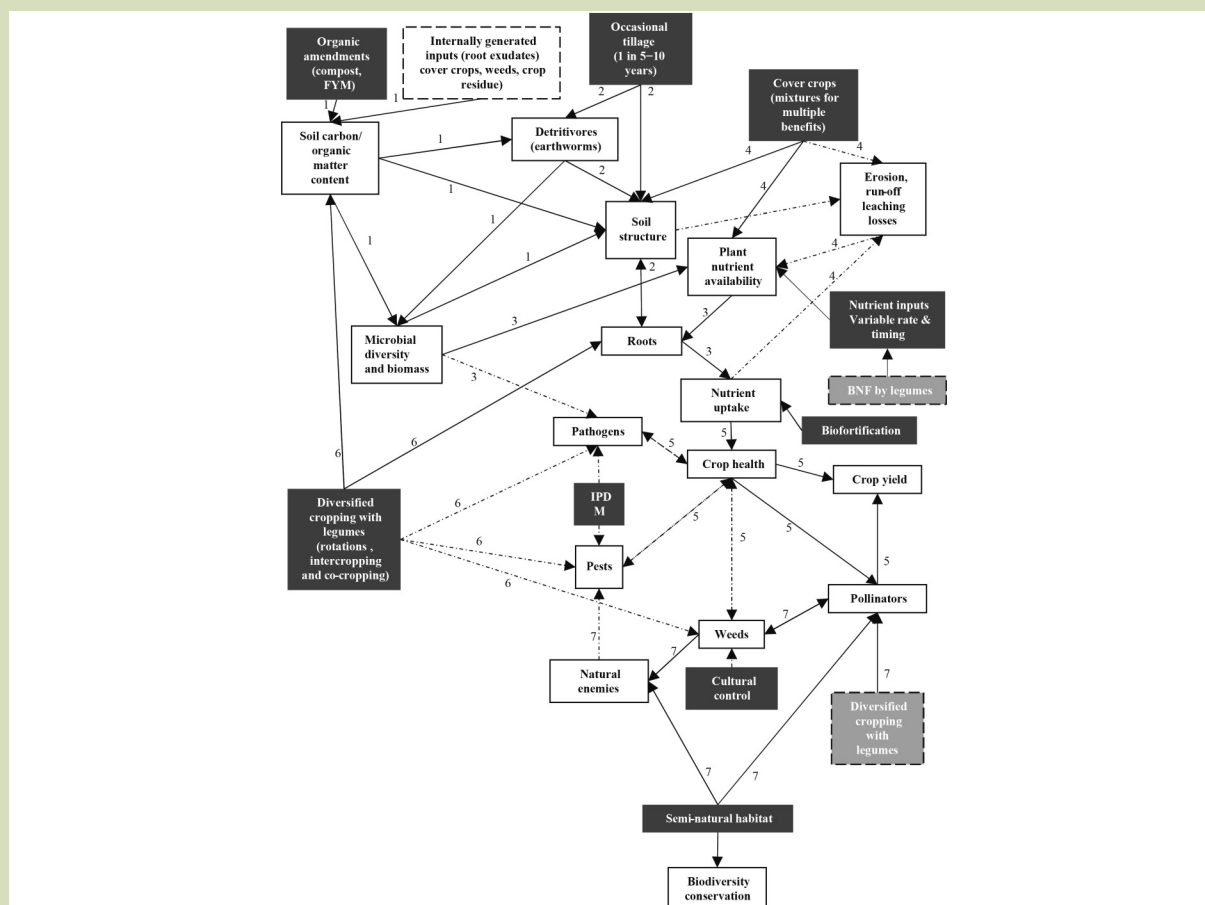 Organic
amendments
(compost,
FYM)
Internally generated
inputs (root exudates)
cover crops, weeds, crop
residue)
Occasional
tillage
(1 in 5−10
years)
Cover crops
(mixtures for
multiple
benefits)
1
1
2
2
Soil carbon/
organic
matter
content
1
Detritivores
(earthworms)
2
4
4
4
Erosion,
run-off
leaching
losses
1
1
1
1
Soil
structure
2
Plant
nutrient
availability
4
4
Nutrient inputs
Variable rate &
timing
Microbial
diversity
and biomass
3
3
Roots
3
3
BNF by legumes
Nutrient
uptake
Biofortification
6
6
Pathogens
5
5
Crop health
5
Crop yield
Diversified
cropping with
legumes
(rotations ,
intercropping
and co-cropping)
6
6
6
IPD
M
Pests
5
5
5
5
Pollinators
7
Weeds
7
7
Natural
enemies
Cultural
control
7
Diversified
cropping
with
legumes
7
7
Semi-natural habitat
Biodiversity
conservation